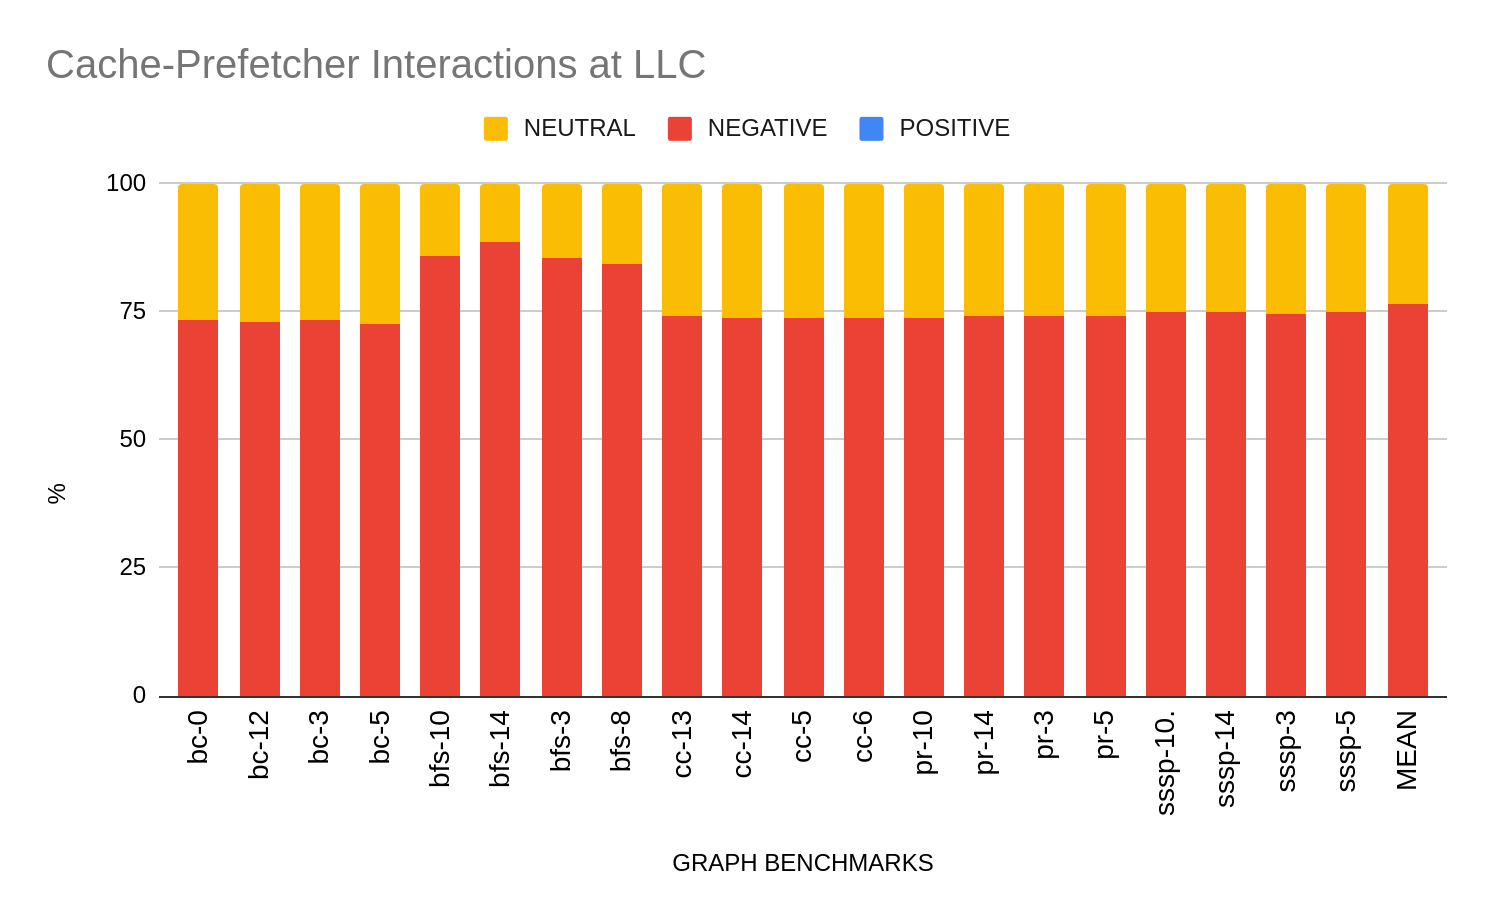 Cache-Prefetcher Interactions at LLC
NEUTRAL NEGATIVE POSITIVE
100
75
50
25
0
%
bc-0
bc-12
bc-3
bc-5
bfs-10
bfs-14
bfs-3
bfs-8
cc-13
cc-14
cc-5
cc-6
pr-10
pr-14
pr-3
pr-5
sssp-10.
sssp-14
sssp-3
sssp-5
MEAN
GRAPH BENCHMARKS